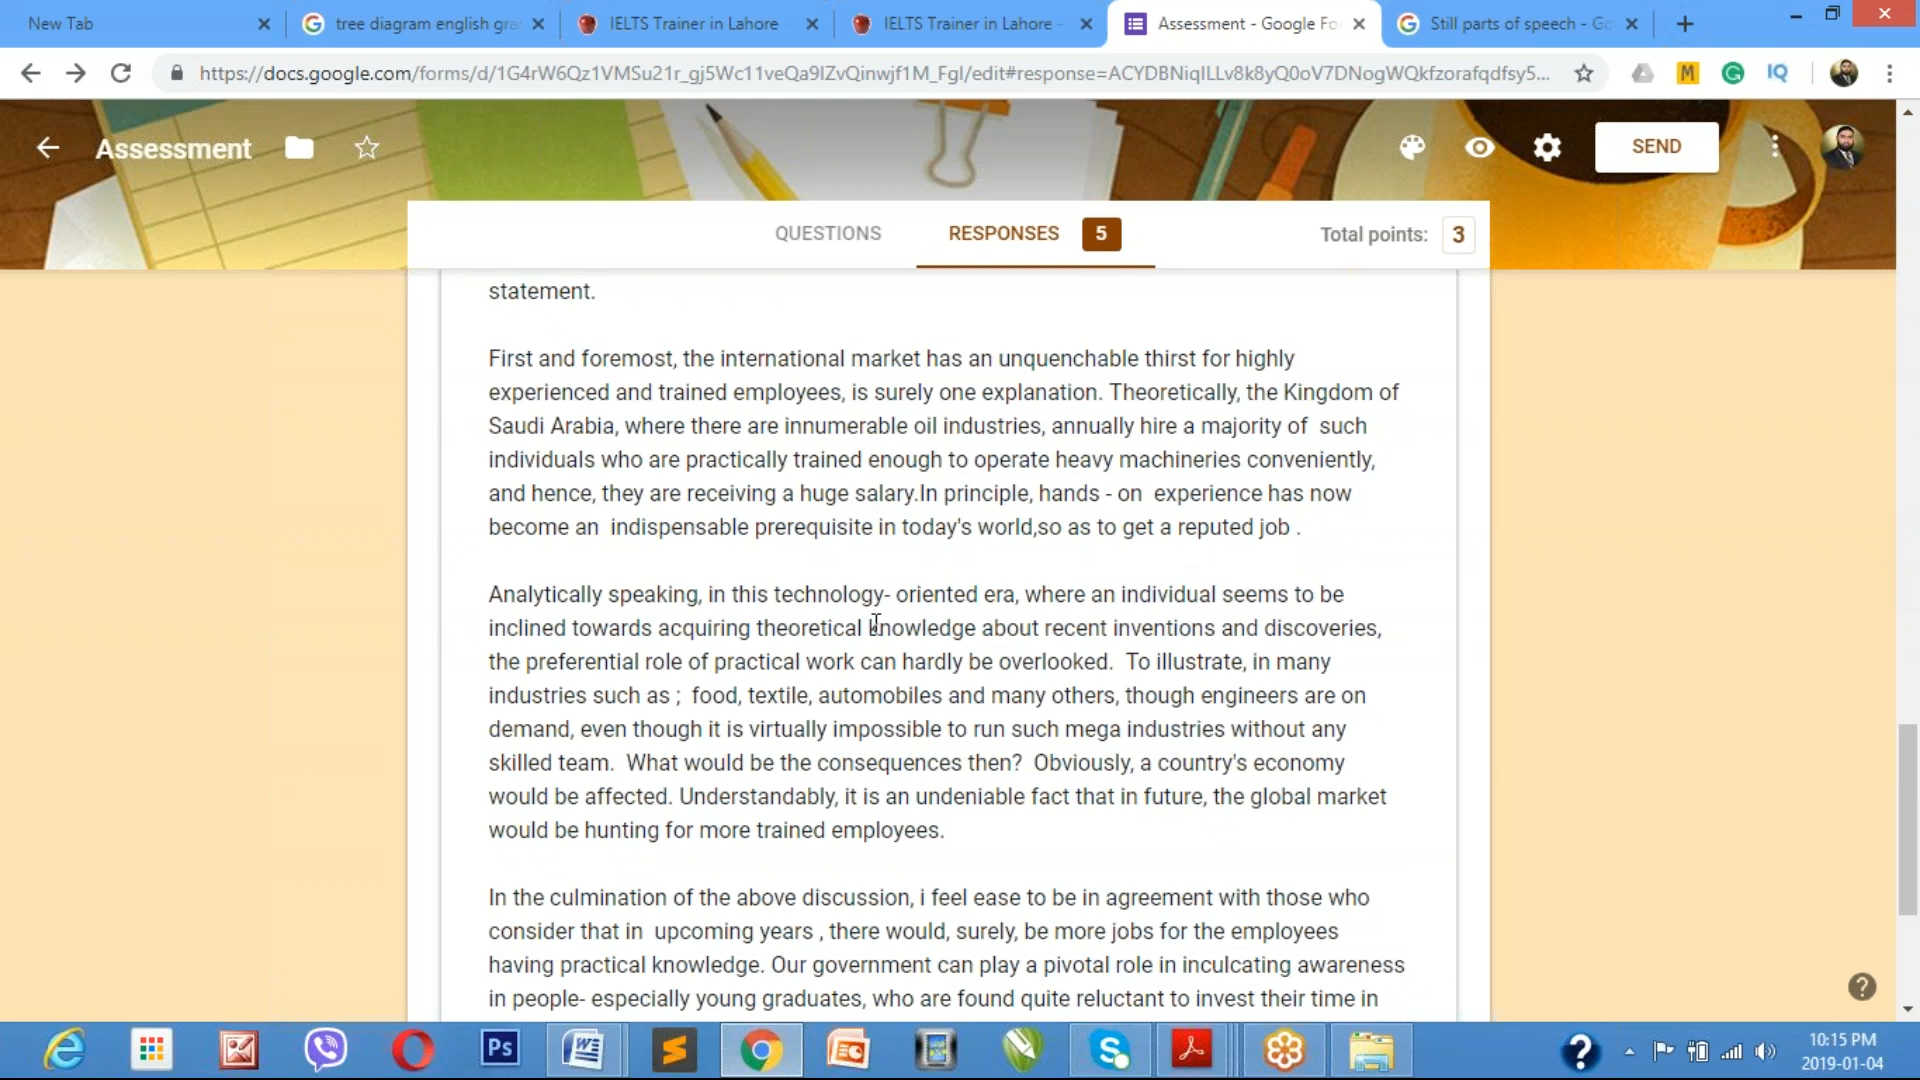 New Tab
tree diagram english gra
IELTS Trainer in Lahore
IELTS Trainer in Lahore -
Assessment - Google Fo
Still parts of speech - Go
https://docs.google.com/forms/d/1G4rW6Qz1VMSu21r_gj5Wc11veQa9IZvQinwjf1M_FgI/edit#response=ACYDBNiqILLv8k8yQ0oV7DNogWQkfzorafqdfsy5...
M
IQ
Assessment
SEND
QUESTIONS
RESPONSES 5
Total points: 3
statement.
First and foremost, the international market has an unquenchable thirst for highly
experienced and trained employees, is surely one explanation. Theoretically, the Kingdom of
Saudi Arabia, where there are innumerable oil industries, annually hire a majority of  such
individuals who are practically trained enough to operate heavy machineries conveniently,
and hence, they are receiving a huge salary.In principle, hands - on  experience has now
become an  indispensable prerequisite in today's world,so as to get a reputed job .
Analytically speaking, in this technology- oriented era, where an individual seems to be
inclined towards acquiring theoretical knowledge about recent inventions and discoveries,
the preferential role of practical work can hardly be overlooked.  To illustrate, in many
industries such as ;  food, textile, automobiles and many others, though engineers are on
demand, even though it is virtually impossible to run such mega industries without any
skilled team.  What would be the consequences then?  Obviously, a country's economy
would be affected. Understandably, it is an undeniable fact that in future, the global market
would be hunting for more trained employees.
In the culmination of the above discussion, i feel ease to be in agreement with those who
consider that in  upcoming years , there would, surely, be more jobs for the employees
having practical knowledge. Our government can play a pivotal role in inculcating awareness
in people- especially young graduates, who are found quite reluctant to invest their time in
Ps
10:15 PM
2019-01-04